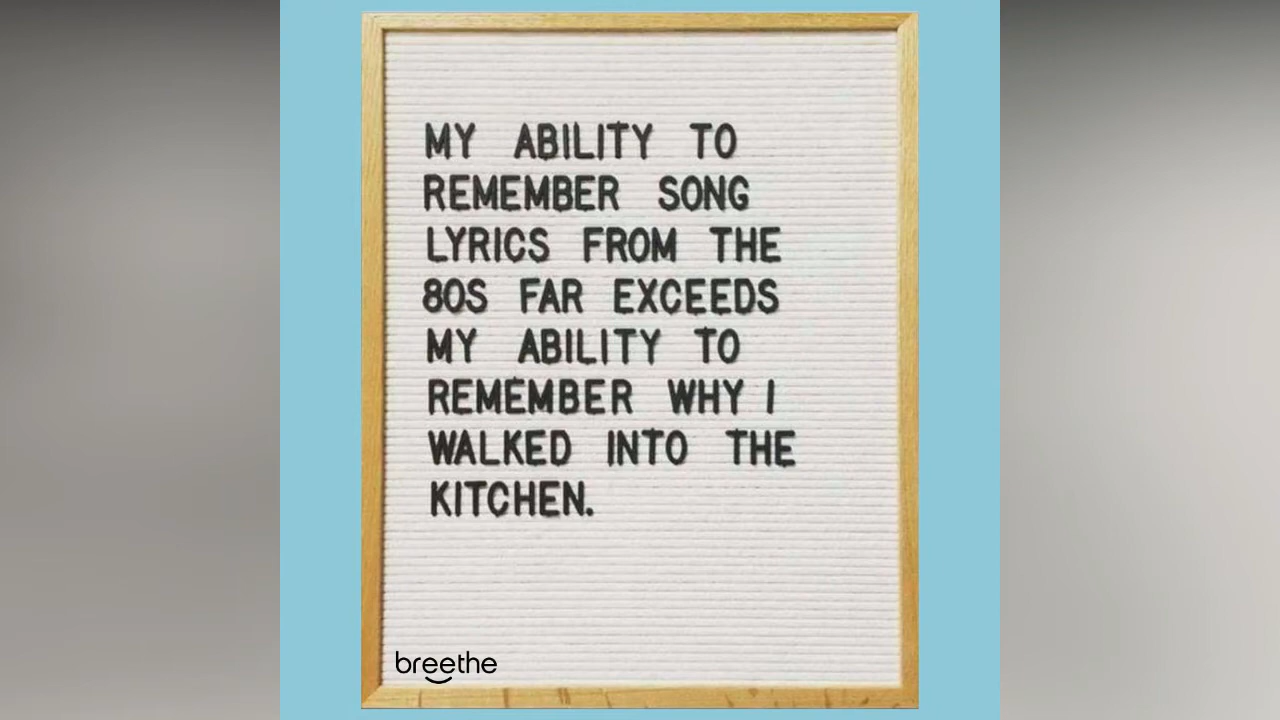 MY ABILITY TO
REMEMBER SONG
LYRICS FROM THE
80S FAR EXCEEDS
MY ABILITY TO
REMEMBER WHY I
WALKED INTO THE
KITCHEN.
breethe